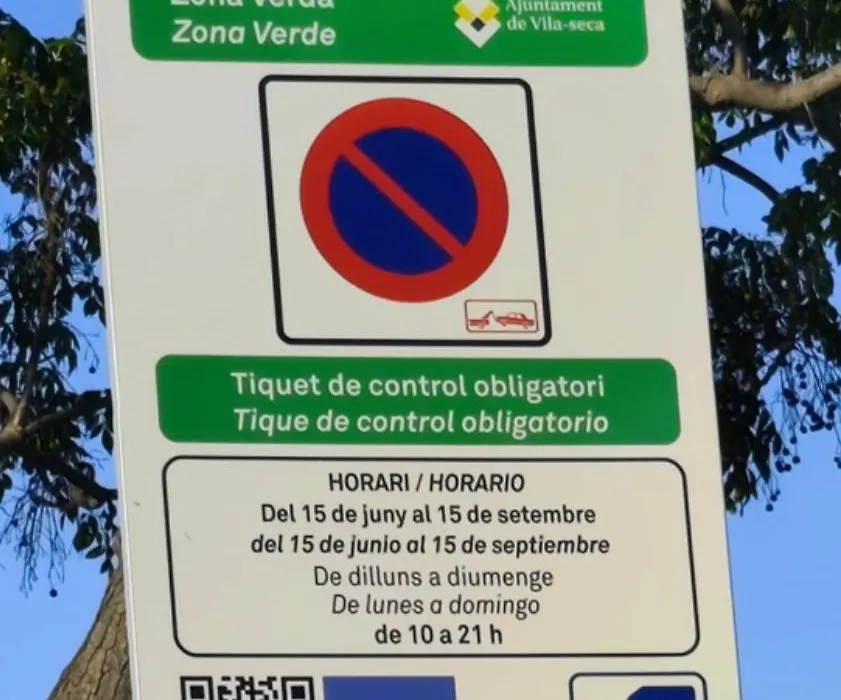 Zona Verda
Zona Verde
Ajuntament
de Vila-seca
Tiquet de control obligatori
Tique de control obligatorio
HORARI / HORARIO
Del 15 de juny al 15 de setembre
del 15 de junio al 15 de septiembre
De dilluns a diumenge
De lunes a domingo
de 10 a 21 h